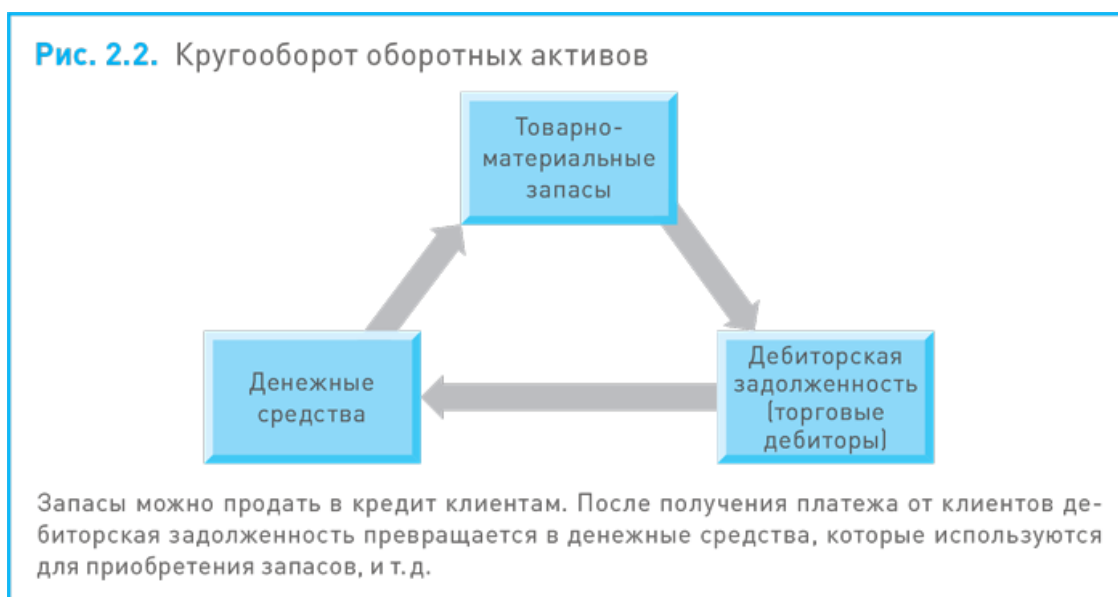 Рис. 2.2. Кругооборот оборотных активов
Товарно-
материальные
запасы
Денежные
средства
Дебиторская
задолженность
(торговые
дебиторы)
Запасы можно продать в кредит клиентам. После получения платежа от клиентов де-
биторская задолженность превращается в денежные средства, которые используются
для приобретения запасов, и т. д.